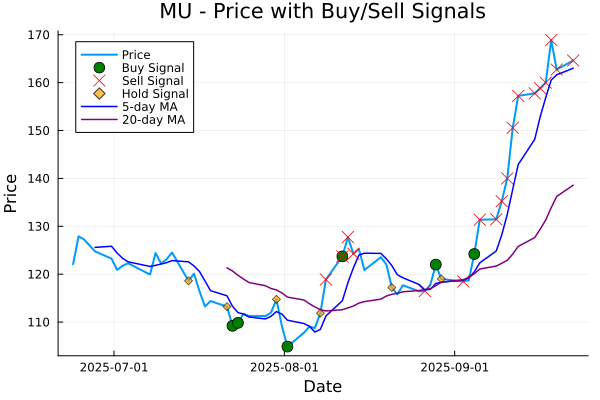 MU - Price with Buy/Sell Signals
170
160
150
140
130
120
110
Price
Price
Buy Signal
Sell Signal
Hold Signal
5-day MA
20-day MA
2025-07-01
2025-08-01
2025-09-01
Date